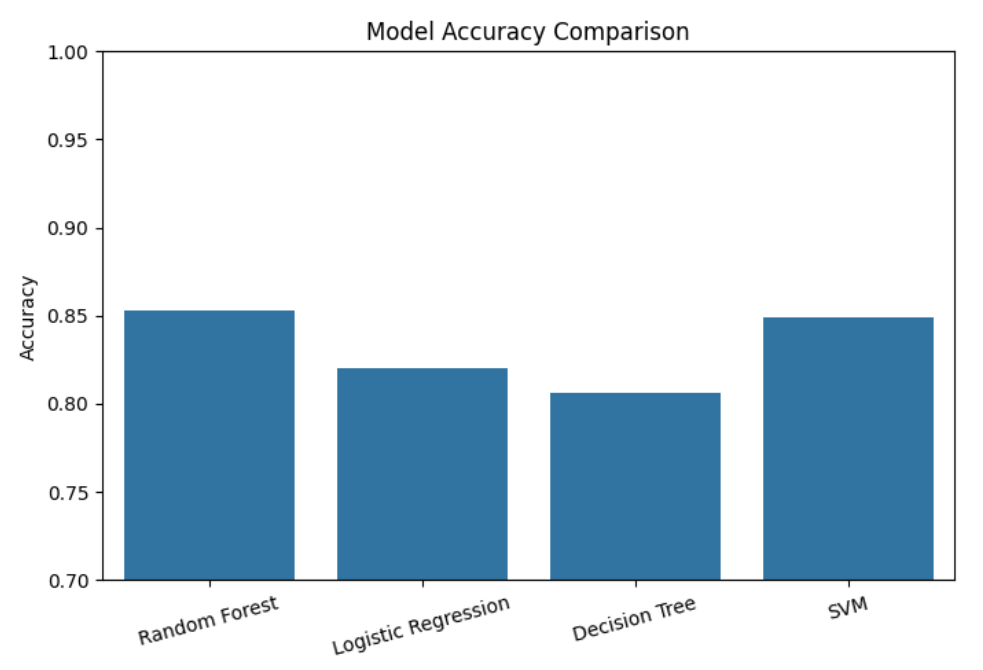 Model Accuracy Comparison
1.00
0.95
0.90
0.85
0.80
0.75
0.70
Accuracy
Random Forest
Logistic Regression
Decision Tree
SVM